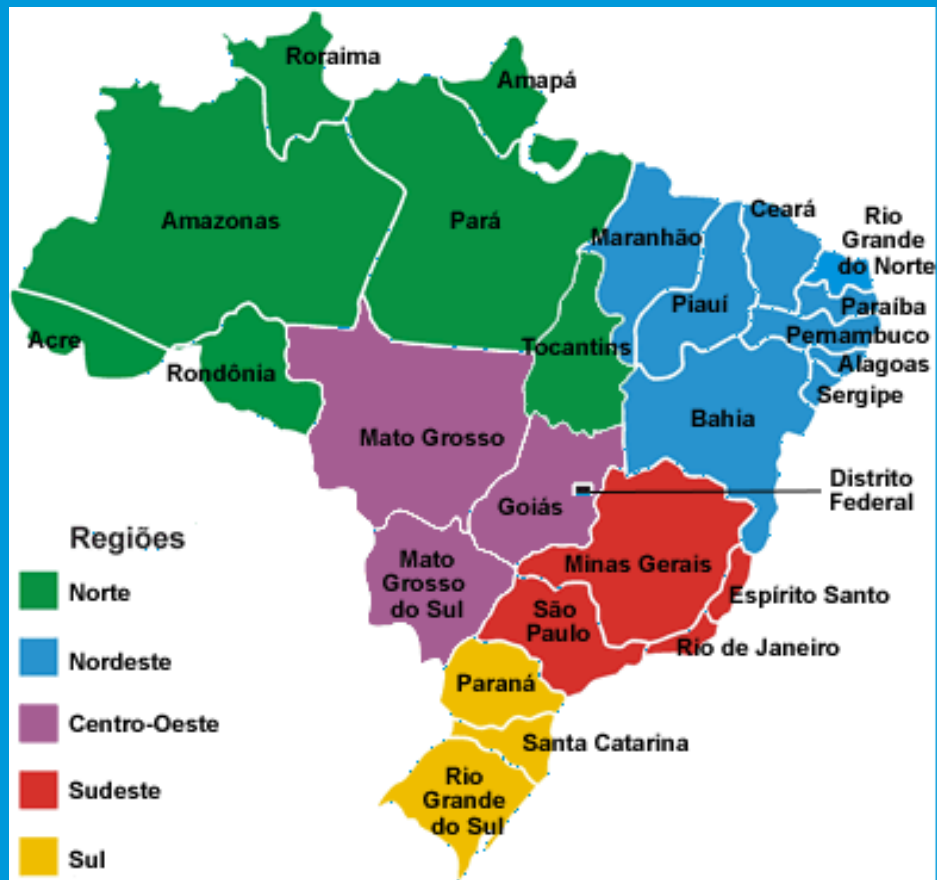 Roraima
Amapá
Amazonas
Pará
Maranhão
Ceará
Rio
Grande
do Norte
Piauí
Paraíba
Pernambuco
Alagoas
Sergipe
Acre
Rondônia
Tocantins
Bahia
Mato Grosso
Goiás
Distrito
Federal
Mato
Grosso
do Sul
Minas Gerais
Espírito Santo
São
Paulo
Rio de Janeiro
Paraná
Santa Catarina
Rio
Grande
do Sul
Regiões
Norte
Nordeste
Centro-Oeste
Sudeste
Sul